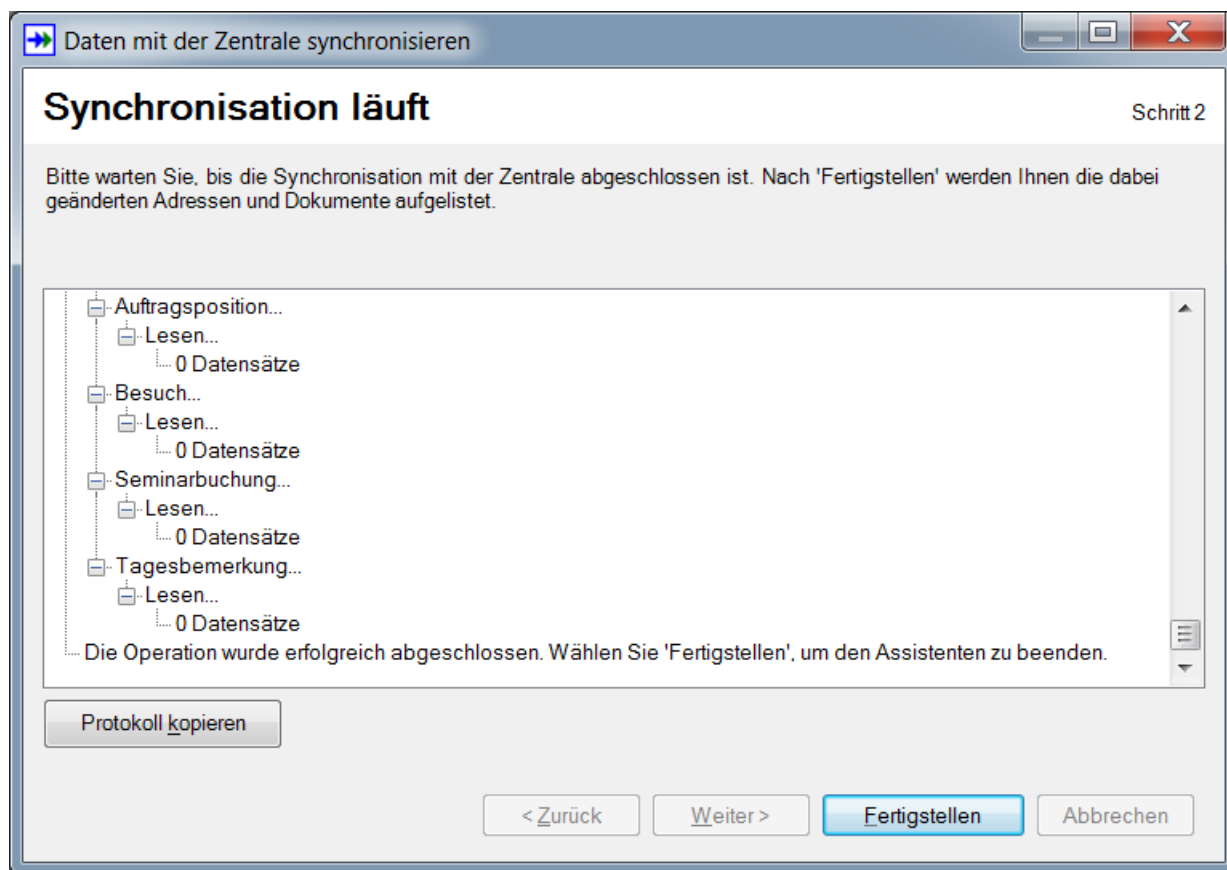 Daten mit der Zentrale synchronisieren
Synchronisation läuft
Schritt 2
Bitte warten Sie, bis die Synchronisation mit der Zentrale abgeschlossen ist. Nach 'Fertigstellen' werden Ihnen die dabei
geänderten Adressen und Dokumente aufgelistet.
Auftragsposition...
Lesen...
0 Datensätze
Besuch...
Lesen...
0 Datensätze
Seminarbuchung...
Lesen...
0 Datensätze
Tagesbemerkung...
Lesen...
0 Datensätze
Die Operation wurde erfolgreich abgeschlossen. Wählen Sie 'Fertigstellen', um den Assistenten zu beenden.
Protokoll kopieren
< Zurück
Weiter >
Fertigstellen
Abbrechen